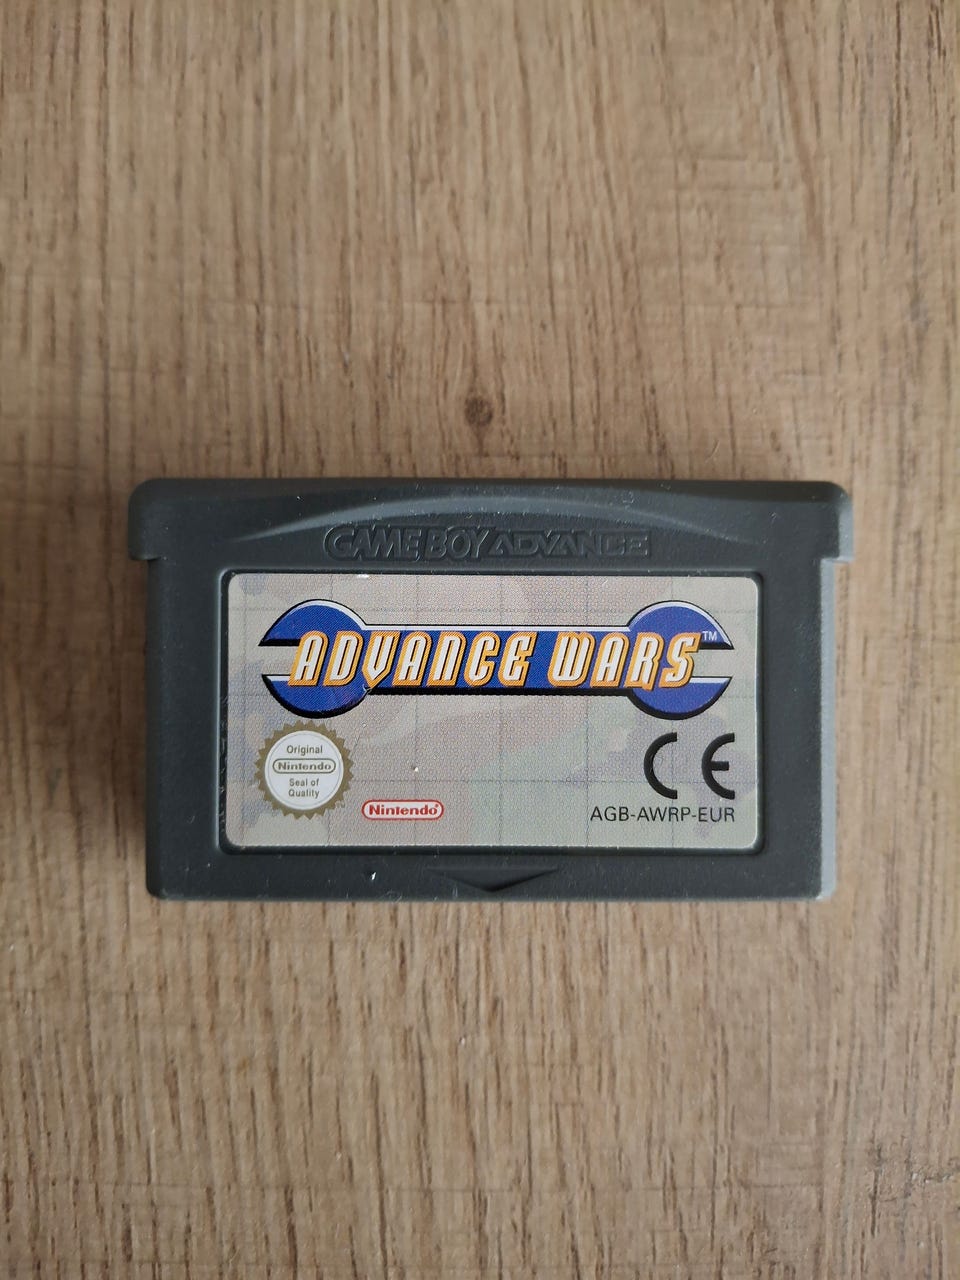 GAME BOY ADVANCE
ADVANCE WARS™
Original
Nintendo
Seal of
Quality
Nintendo®
CE
AGB-AWRP-EUR